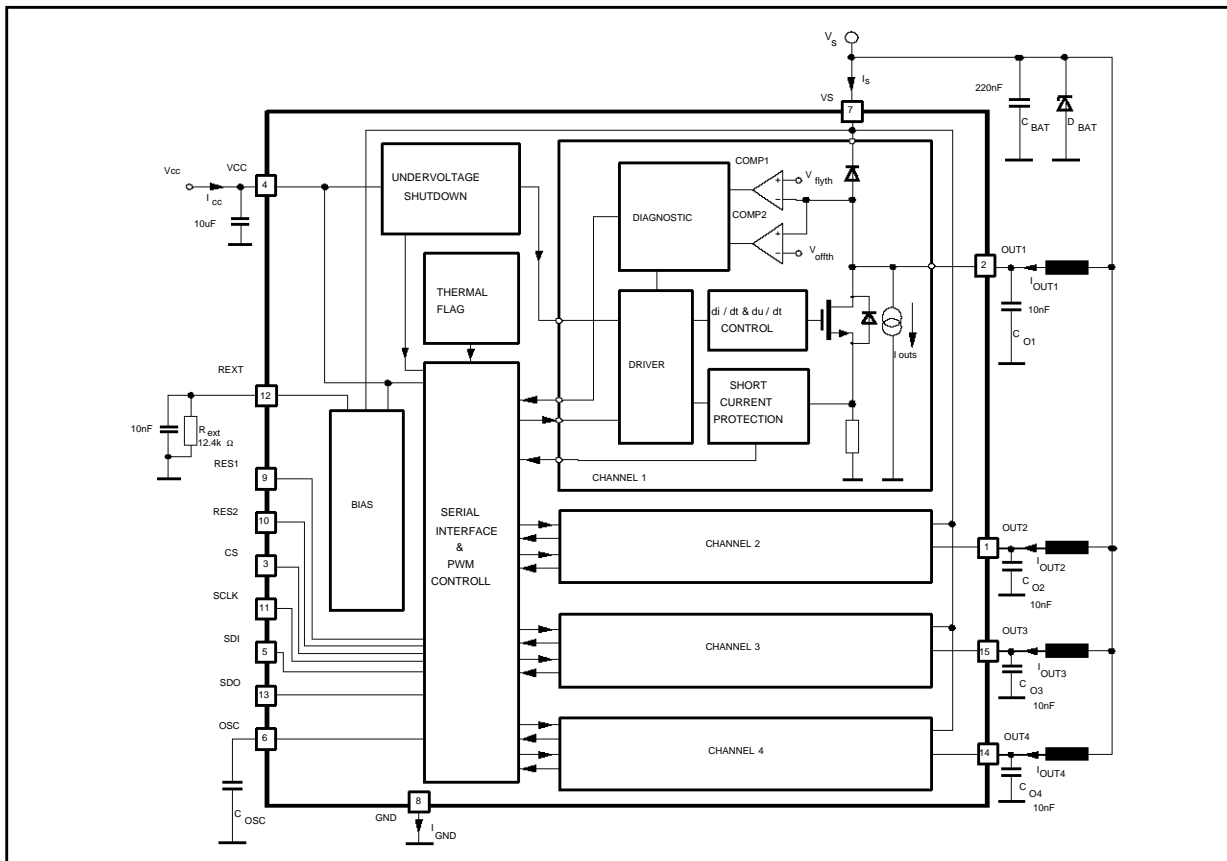 V S
I S
VS
7
220nF
C BAT
D BAT
UNDERVOLTAGE
SHUTDOWN
COMP1
V flyth
DIAGNOSTIC
COMP2
V offth
Vcc
VCC
4
I cc
10uF
THERMAL
FLAG
OUT1
2
I OUT1
10nF
C O1
di / dt & du / dt
CONTROL
I outs
DRIVER
SHORT
CURRENT
PROTECTION
CHANNEL 1
REXT
12
10nF
R ext
12.4k Ω
RES1
9
RES2
10
CS
3
SCLK
11
SDI
5
SDO
13
OSC
6
C OSC
BIAS
SERIAL
INTERFACE
&
PWM
CONTROLL
CHANNEL 2
OUT2
1
I OUT2
C O2
10nF
CHANNEL 3
OUT3
15
I OUT3
C O3
10nF
CHANNEL 4
OUT4
14
I OUT4
C O4
10nF
8
GND
I GND